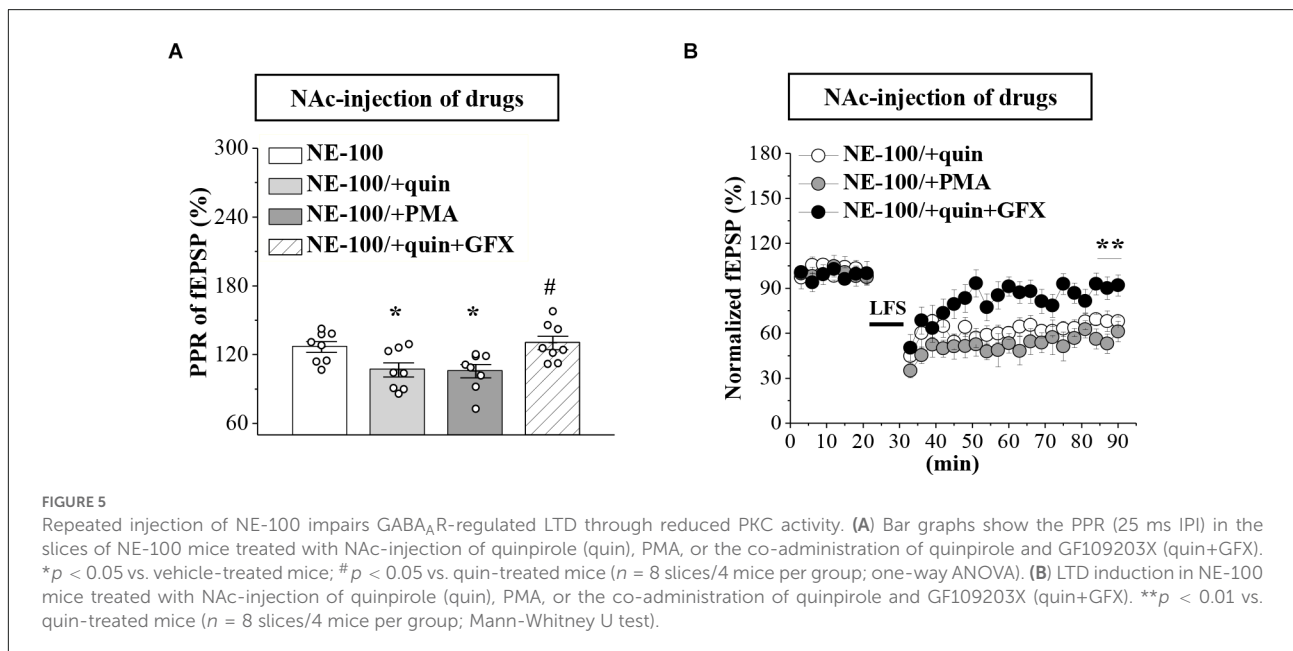 A
NAc-injection of drugs
NE-100
NE-100/+quin
NE-100/+PMA
NE-100/+quin+GFX
PPR of fEPSP (%)
300
240
180
120
60
*
*
#
B
NAc-injection of drugs
NE-100/+quin
NE-100/+PMA
NE-100/+quin+GFX
Normalized fEPSP (%)
180
150
120
90
60
30
0
LFS
**
0 10 20 30 40 50 60 70 80 90
(min)
FIGURE 5
Repeated injection of NE-100 impairs GABAAR-regulated LTD through reduced PKC activity. (A) Bar graphs show the PPR (25 ms IPI) in the
slices of NE-100 mice treated with NAc-injection of quinpirole (quin), PMA, or the co-administration of quinpirole and GF109203X (quin+GFX).
*p < 0.05 vs. vehicle-treated mice; #p < 0.05 vs. quin-treated mice (n = 8 slices/4 mice per group; one-way ANOVA). (B) LTD induction in NE-100
mice treated with NAc-injection of quinpirole (quin), PMA, or the co-administration of quinpirole and GF109203X (quin+GFX). **p < 0.01 vs.
quin-treated mice (n = 8 slices/4 mice per group; Mann-Whitney U test).